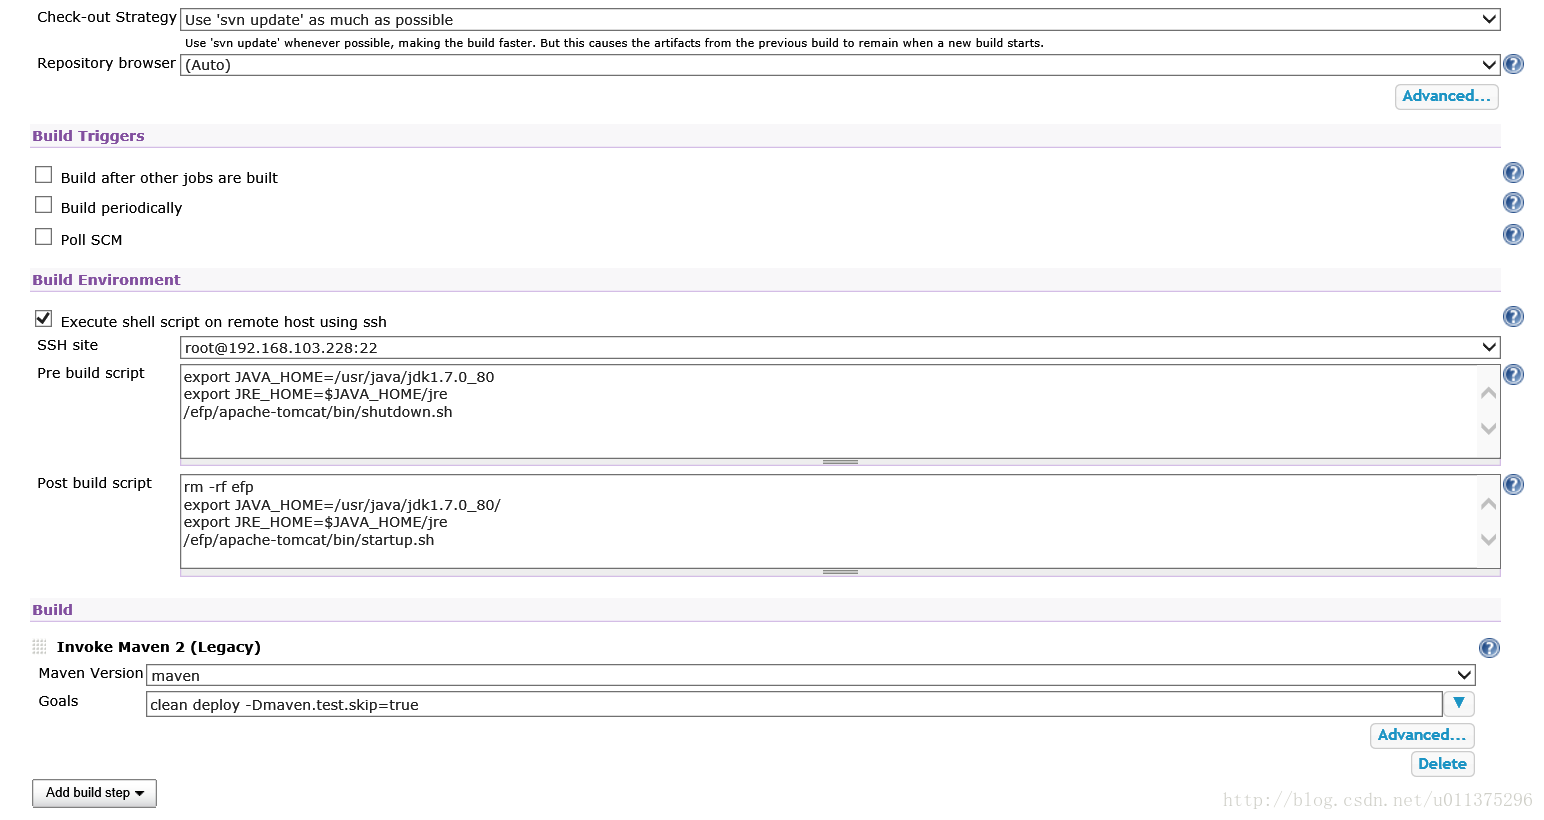 Check-out Strategy Use 'svn update' as much as possible
Use 'svn update' whenever possible, making the build faster. But this causes the artifacts from the previous build to remain when a new build starts.
Repository browser (Auto)
Advanced...
Build Triggers
Build after other jobs are built
Build periodically
Poll SCM
Build Environment
Execute shell script on remote host using ssh
SSH site root@192.168.103.228:22
Pre build script export JAVA_HOME=/usr/java/jdk1.7.0_80
export JRE_HOME=$JAVA_HOME/jre
/efp/apache-tomcat/bin/shutdown.sh
Post build script rm -rf efp
export JAVA_HOME=/usr/java/jdk1.7.0_80/
export JRE_HOME=$JAVA_HOME/jre
/efp/apache-tomcat/bin/startup.sh
Build
Invoke Maven 2 (Legacy)
Maven Version maven
Goals clean deploy -Dmaven.test.skip=true
Advanced...
Delete
Add build step
http://blog.csdn.net/u011375296